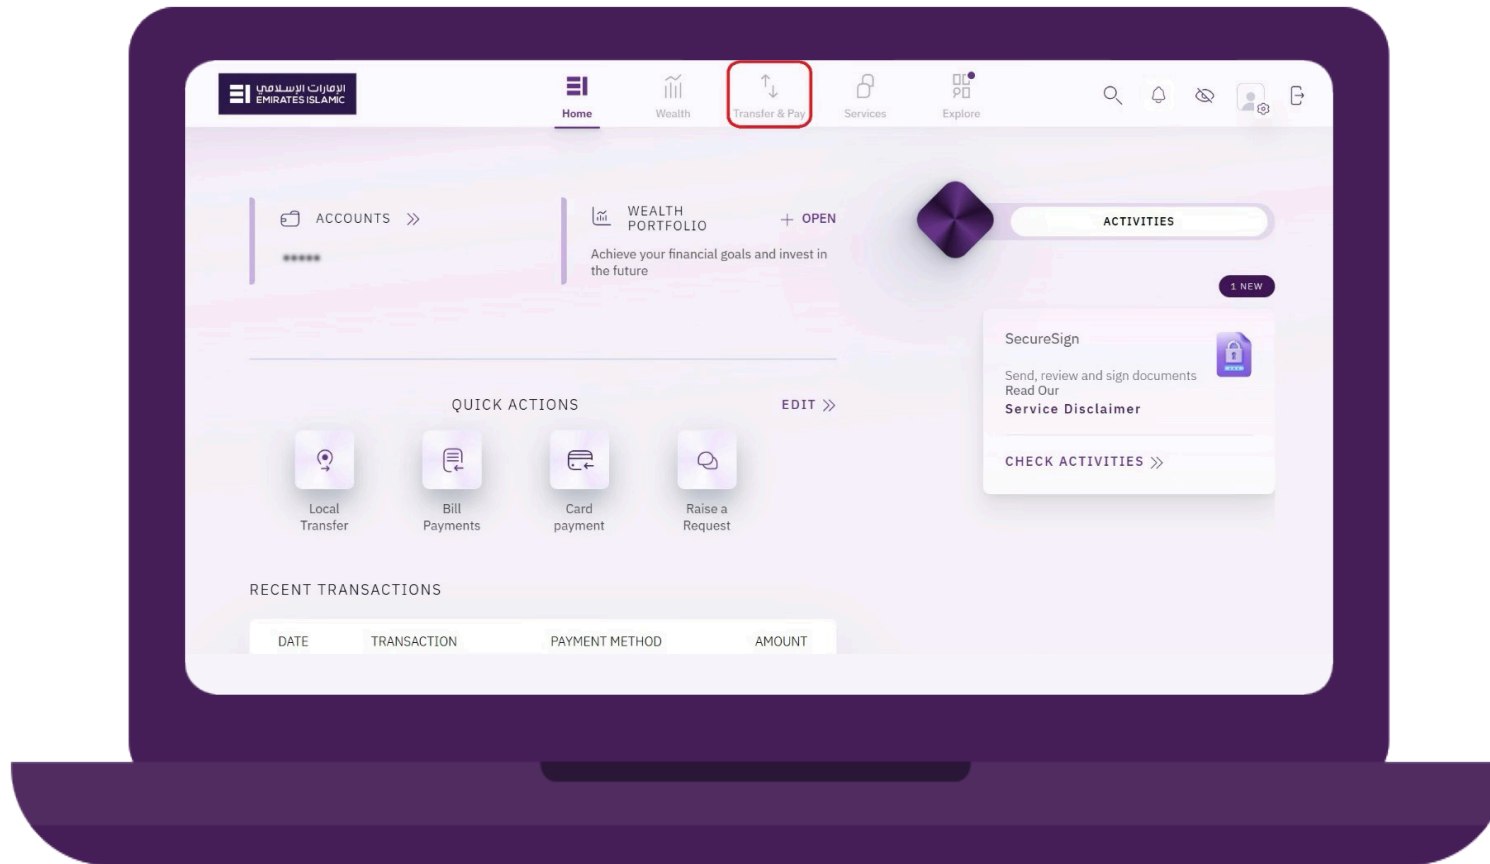 الإمارات الإسلامي
EMIRATES ISLAMIC
Home
Wealth
Transfer & Pay
Services
Explore
ACCOUNTS
*****
WEALTH
PORTFOLIO
+ OPEN
Achieve your financial goals and invest in
the future
ACTIVITIES
1 NEW
SecureSign
Send, review and sign documents
Read Our
Service Disclaimer
CHECK ACTIVITIES
QUICK ACTIONS
EDIT
Local
Transfer
Bill
Payments
Card
payment
Raise a
Request
RECENT TRANSACTIONS
DATE TRANSACTION PAYMENT METHOD AMOUNT